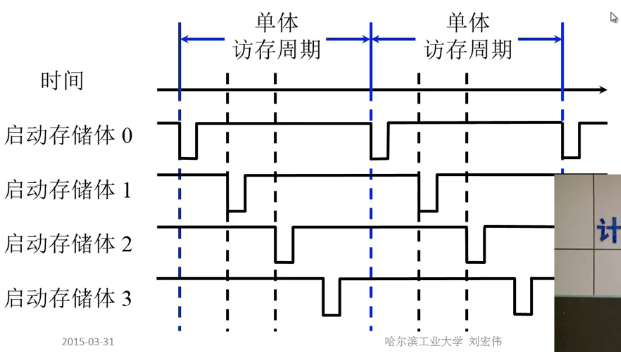 单体
访存周期
单体
访存周期
时间
启动存储体 0
启动存储体 1
启动存储体 2
启动存储体 3
计
2015-03-31
哈尔滨工业大学 刘宏伟